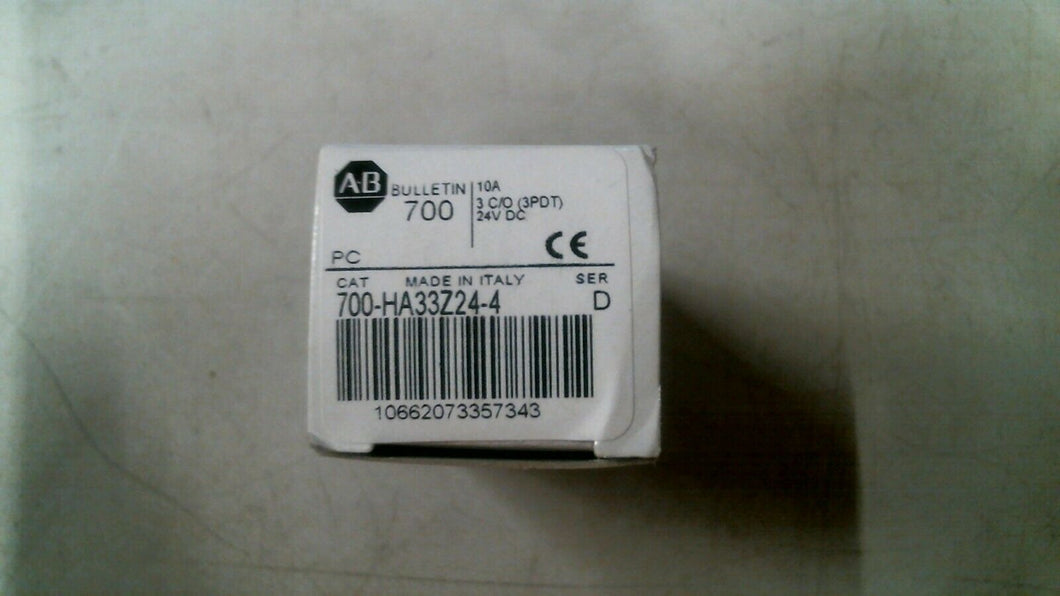 AB
BULLETIN
700
10A
3 C/O (3PDT)
24V DC
CE
PC
CAT MADE IN ITALY SER
700-HA33Z24-4 D
10662073357343